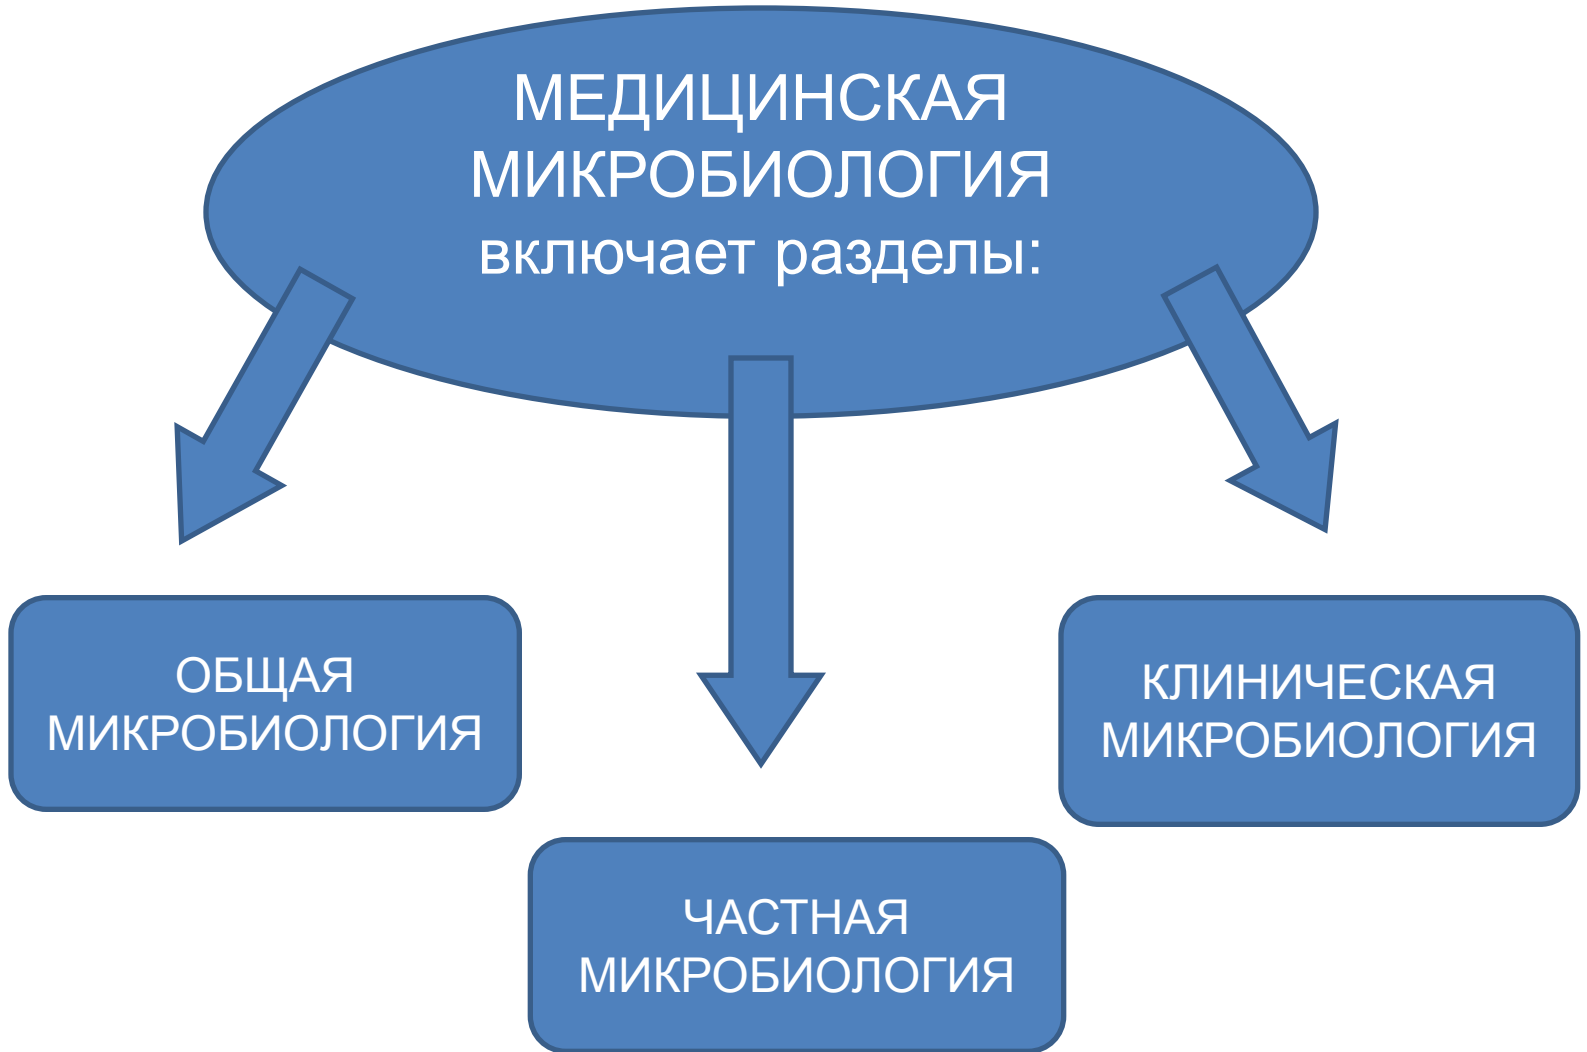 МЕДИЦИНСКАЯ
МИКРОБИОЛОГИЯ
включает разделы:
ОБЩАЯ
МИКРОБИОЛОГИЯ
КЛИНИЧЕСКАЯ
МИКРОБИОЛОГИЯ
ЧАСТНАЯ
МИКРОБИОЛОГИЯ